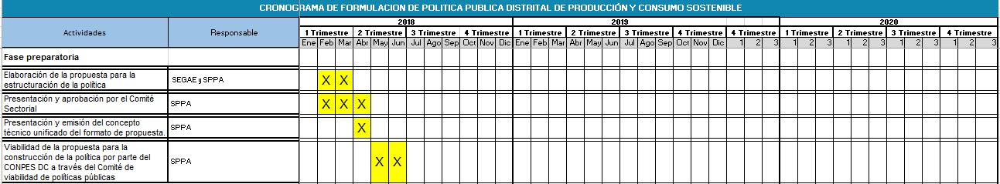 CRONOGRAMA DE FORMULACION DE POLITICA PUBLICA DISTRITAL DE PRODUCCIÓN Y CONSUMO SOSTENIBLE
Actividades Responsable 2018 2019 2020
1 Trimestre 2 Trimestre 3 Trimestre 4 Trimestre 1 Trimestre 2 Trimestre 3 Trimestre 4 Trimestre 4 Trimestre 1 Trimestre 2 Trimestre 3 Trimestre 4 Trimestre
Ene Feb Mar Abr May Jun Jul Ago Sep Oct Nov Dic Ene Feb Mar Abr May Jun Jul Ago Sep Oct Nov Dic 1 2 3 1 2 3 1 2 3 1 2 3 1 2 3
Fase preparatoria
Elaboración de la propuesta para la
estructuración de la política
SEGAE y SPPA X X
Presentación y aprobación por el Comité
Sectorial
SPPA X X X
Presentación y emisión del concepto
técnico unificado del formato de propuesta.
SPPA X
Viabilidad de la propuesta para la
construcción de la política por parte del
CONPES DC a través del Comité de
viabilidad de políticas públicas
SPPA X X